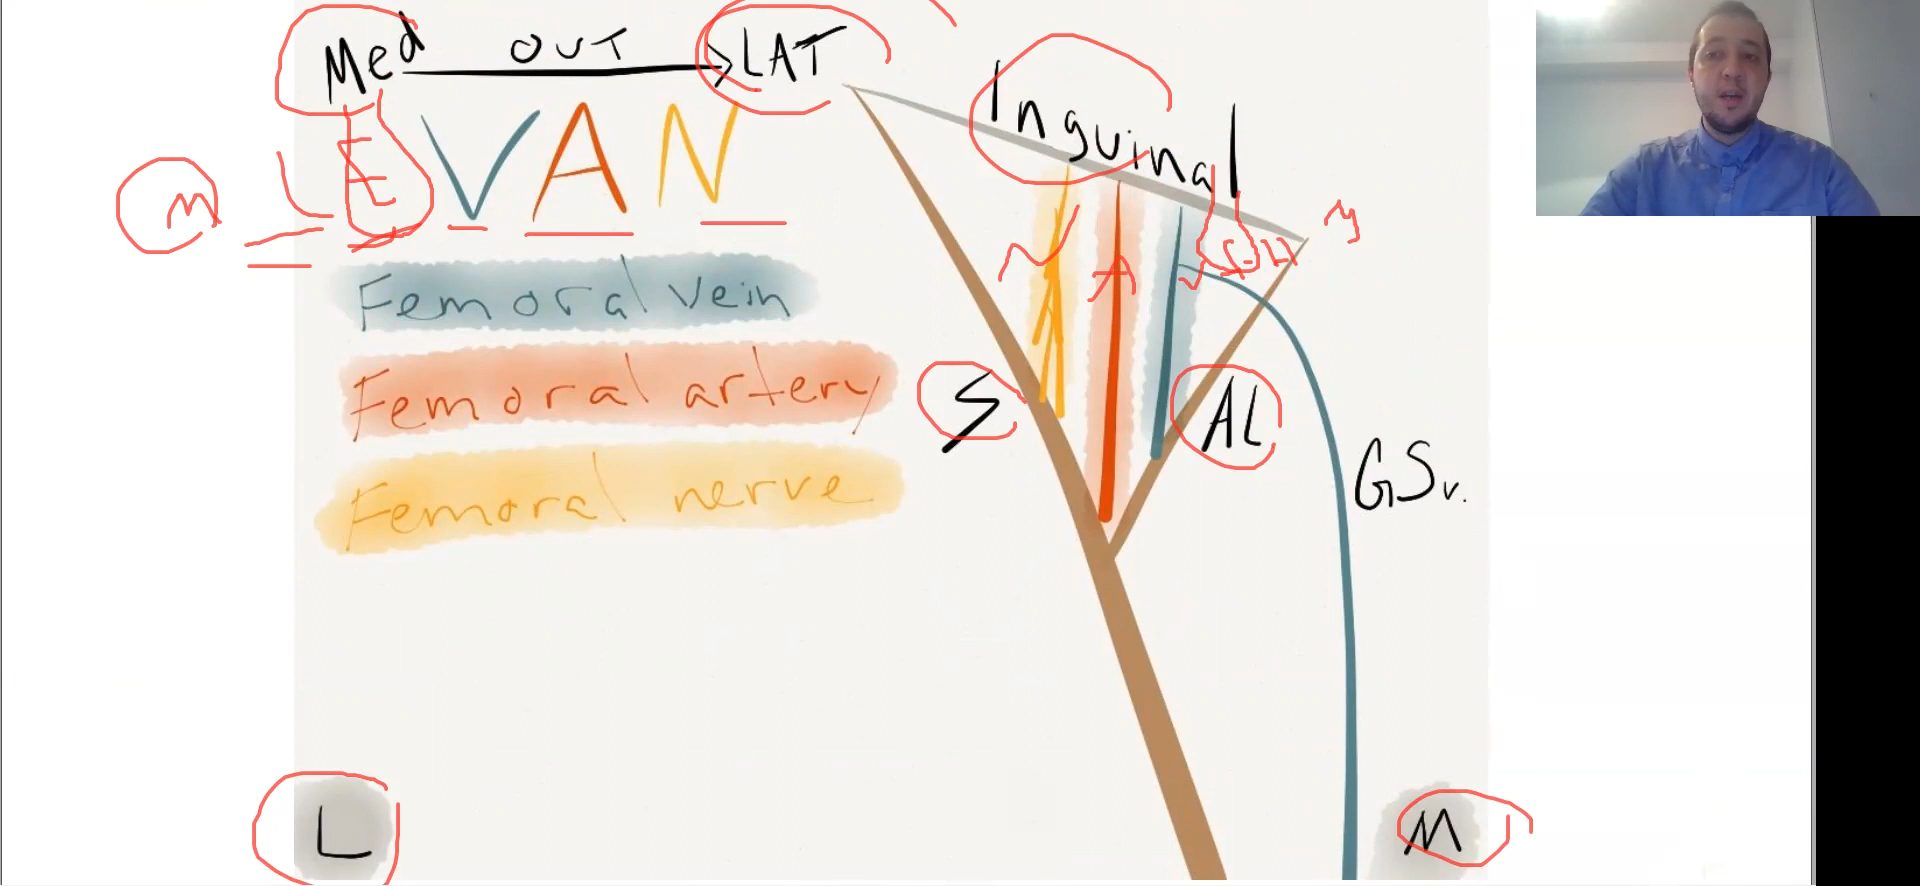 Med OUT LAT
M L E V A N
Femoral vein
Femoral artery
Femoral nerve
Inguinal
M
N A V
S AL
GSv.
L M